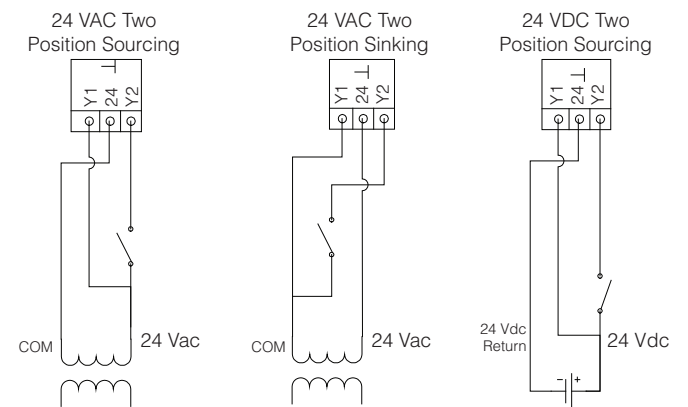 24 VAC Two
Position Sourcing
Y1
24
Y2
COM
24 Vac
24 VAC Two
Position Sinking
Y1
24
Y2
COM
24 Vac
24 VDC Two
Position Sourcing
Y1
24
Y2
24 Vdc
Return
24 Vdc
- +